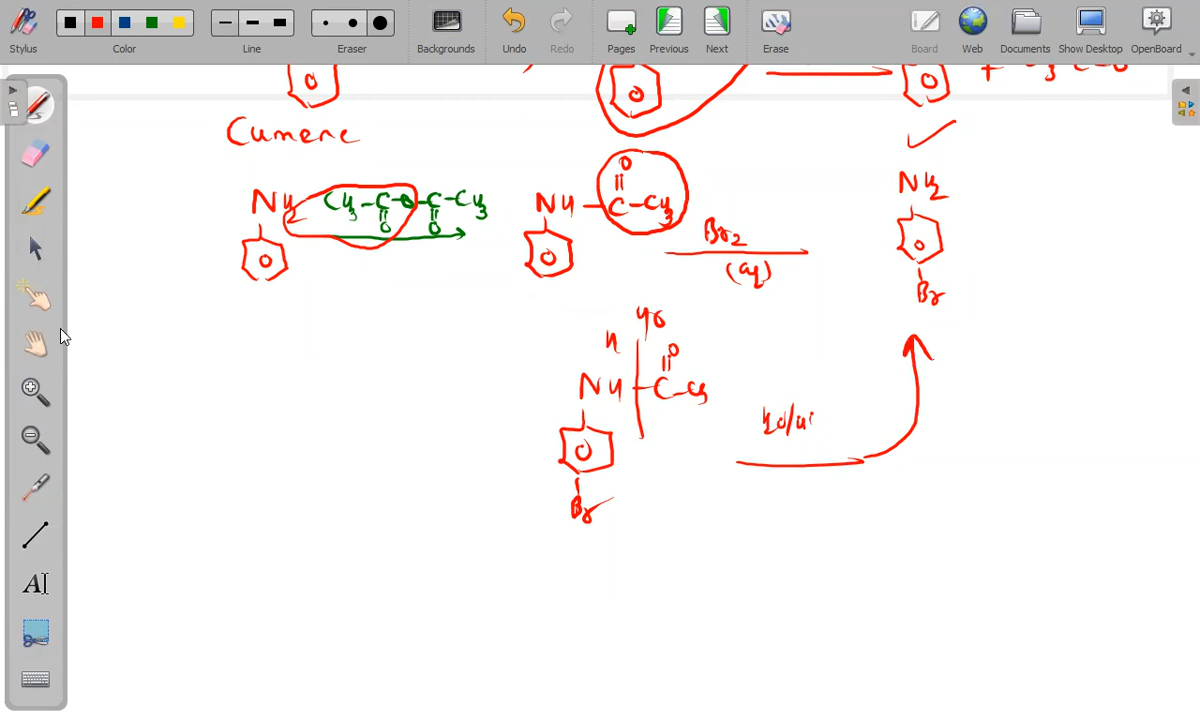 Stylus Color Line Eraser Backgrounds Undo Redo Pages Previous Next Erase Board Web Documents Show Desktop OpenBoard
Cumene
NH2 CH3-C-O-C-CH3 NH-C-CH3 NH2
O
O O
Br2
(aq)
Br
H
O
NH-C-CH3
Br
AI